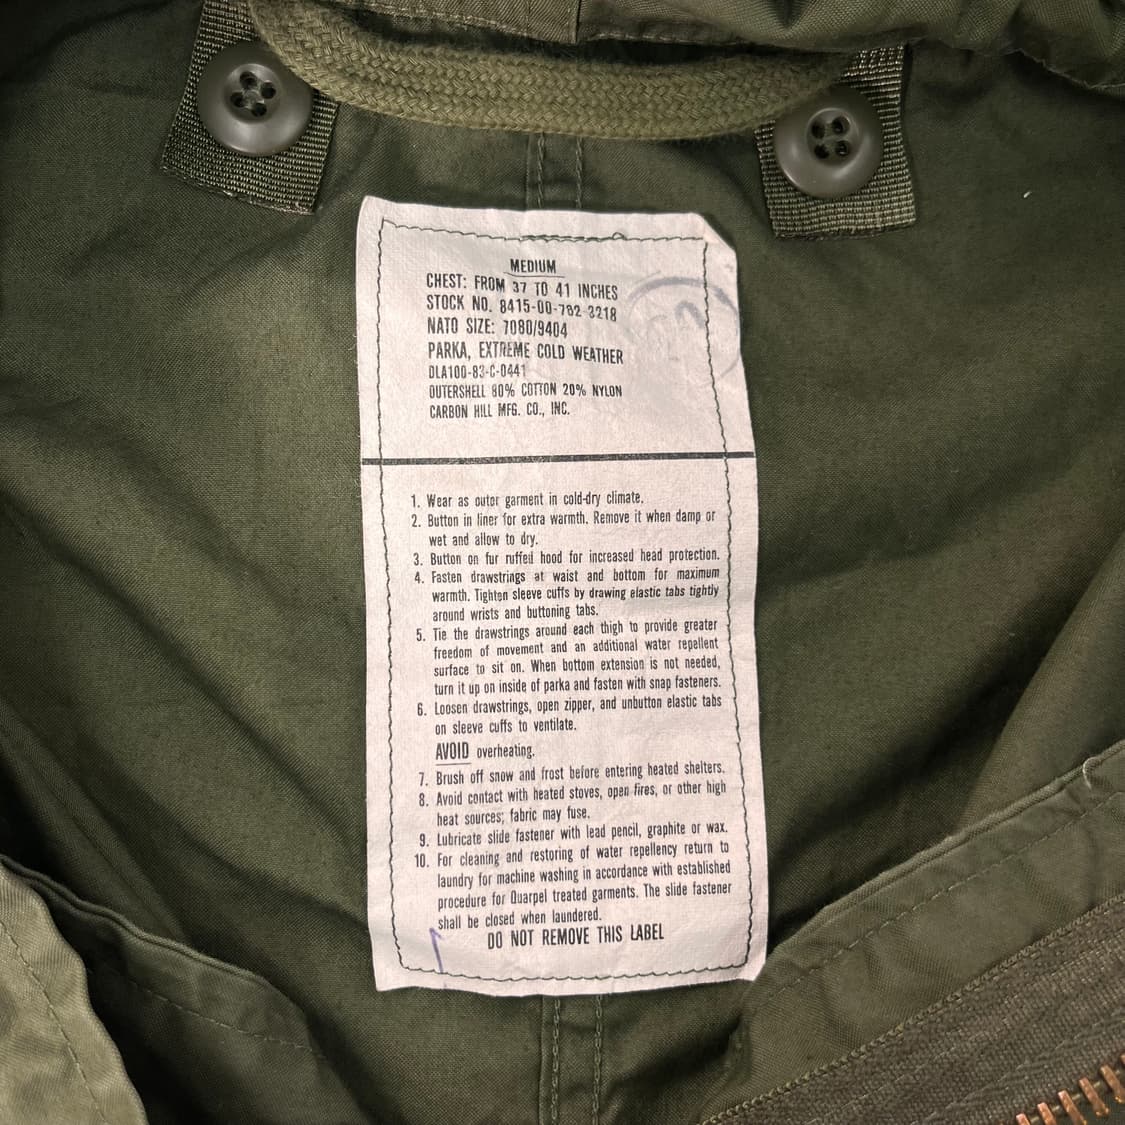 MEDIUM
CHEST: FROM 37 TO 41 INCHES
STOCK NO. 8415-00-782-3218
NATO SIZE: 7080/9404
PARKA, EXTREME COLD WEATHER
DLA100-83-C-0441
OUTERSHELL 80% COTTON 20% NYLON
CARBON HILL MFG. CO., INC.
1. Wear as outer garment in cold-dry climate.
2. Button in liner for extra warmth. Remove it when damp or
wet and allow to dry.
3. Button on fur ruffed hood for increased head protection.
4. Fasten drawstrings at waist and bottom for maximum
warmth. Tighten sleeve cuffs by drawing elastic tabs tightly
around wrists and buttoning tabs.
5. Tie the drawstrings around each thigh to provide greater
freedom of movement and an additional water repellent
surface to sit on. When bottom extension is not needed,
turn it up on inside of parka and fasten with snap fasteners.
6. Loosen drawstrings, open zipper, and unbutton elastic tabs
on sleeve cuffs to ventilate.
AVOID overheating.
7. Brush off snow and frost before entering heated shelters.
8. Avoid contact with heated stoves, open fires, or other high
heat sources; fabric may fuse.
9. Lubricate slide fastener with lead pencil, graphite or wax.
10. For cleaning and restoring of water repellency return to
laundry for machine washing in accordance with established
procedure for Quarpel treated garments. The slide fastener
shall be closed when laundered.
DO NOT REMOVE THIS LABEL